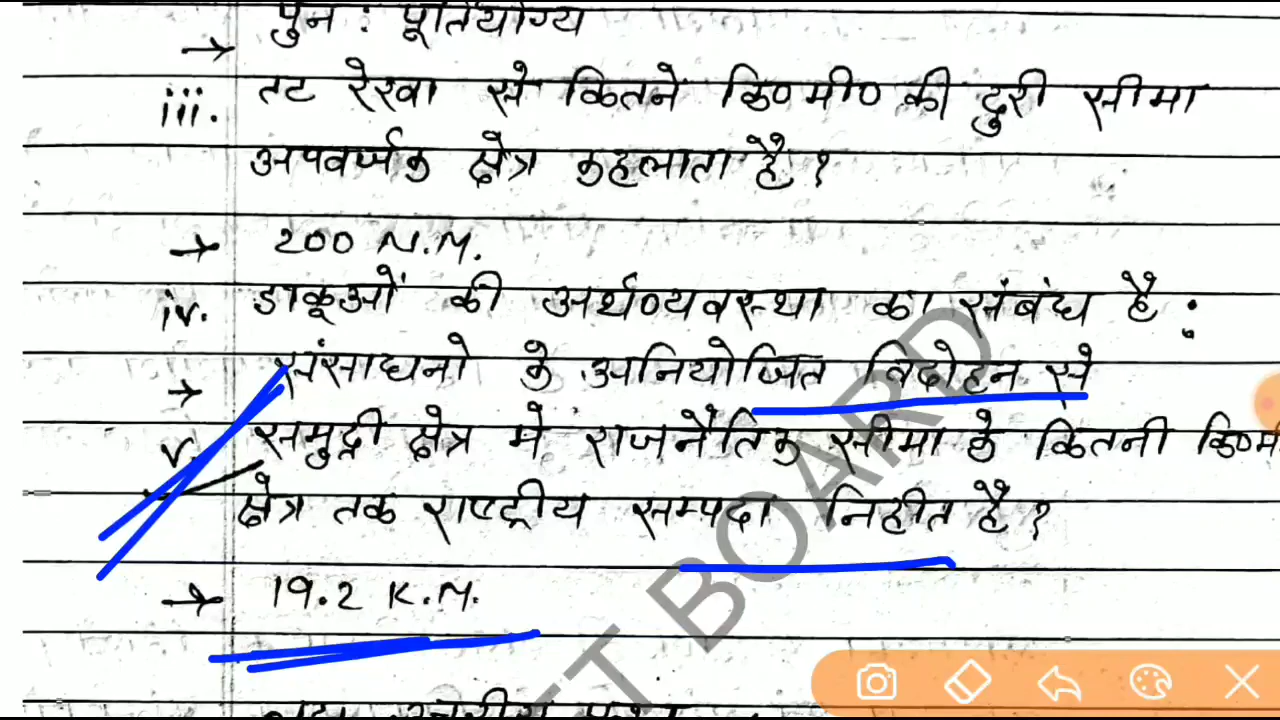 पुन: पूर्तियोग्य
→
iii. तट रेखा से कितने कि०मी० की दुरी सीमा
अपवर्जक क्षेत्र कहलाता है?
→ 200 N.M.
iv. डाकूओं की अर्थव्यवस्था का संबंध है :
→ संसाधनो के अनियोजित विदोहन से
v. समुद्री क्षेत्र में राजनैतिक सीमा के कितनी कि०मी
क्षेत्र तक राष्ट्रीय सम्पदा निहीत है?
→ 19.2 K.M.
BOARD